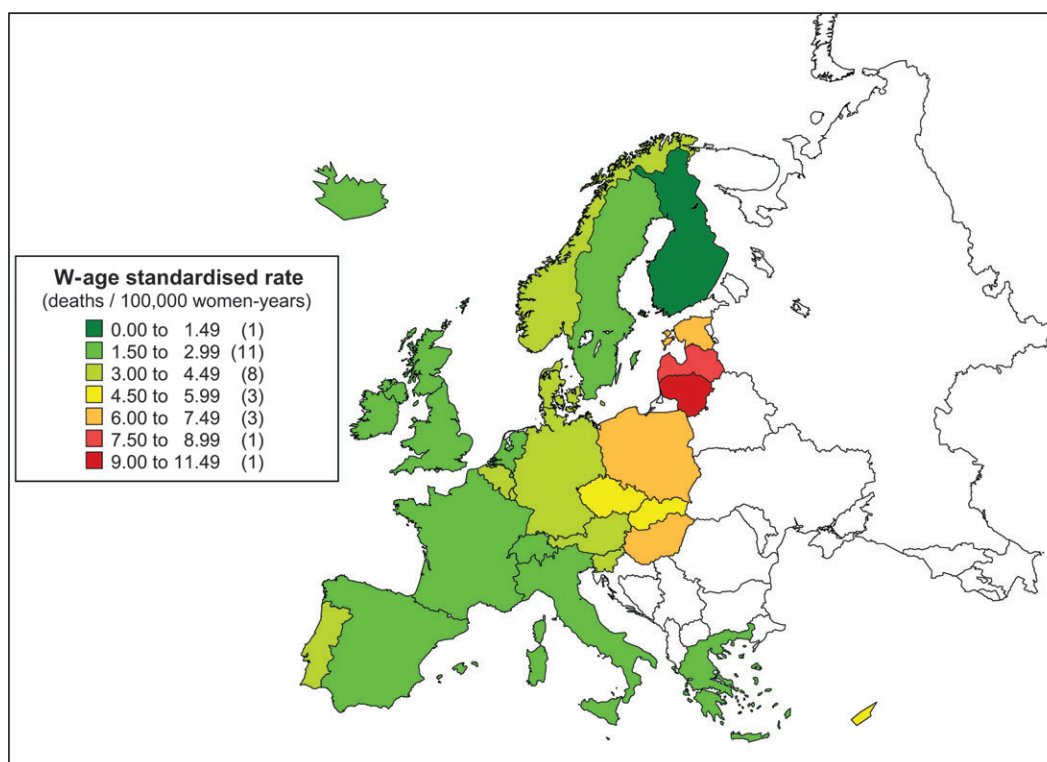 W-age standardised rate
(deaths / 100,000 women-years)
0.00 to 1.49 (1)
1.50 to 2.99 (11)
3.00 to 4.49 (8)
4.50 to 5.99 (3)
6.00 to 7.49 (3)
7.50 to 8.99 (1)
9.00 to 11.49 (1)